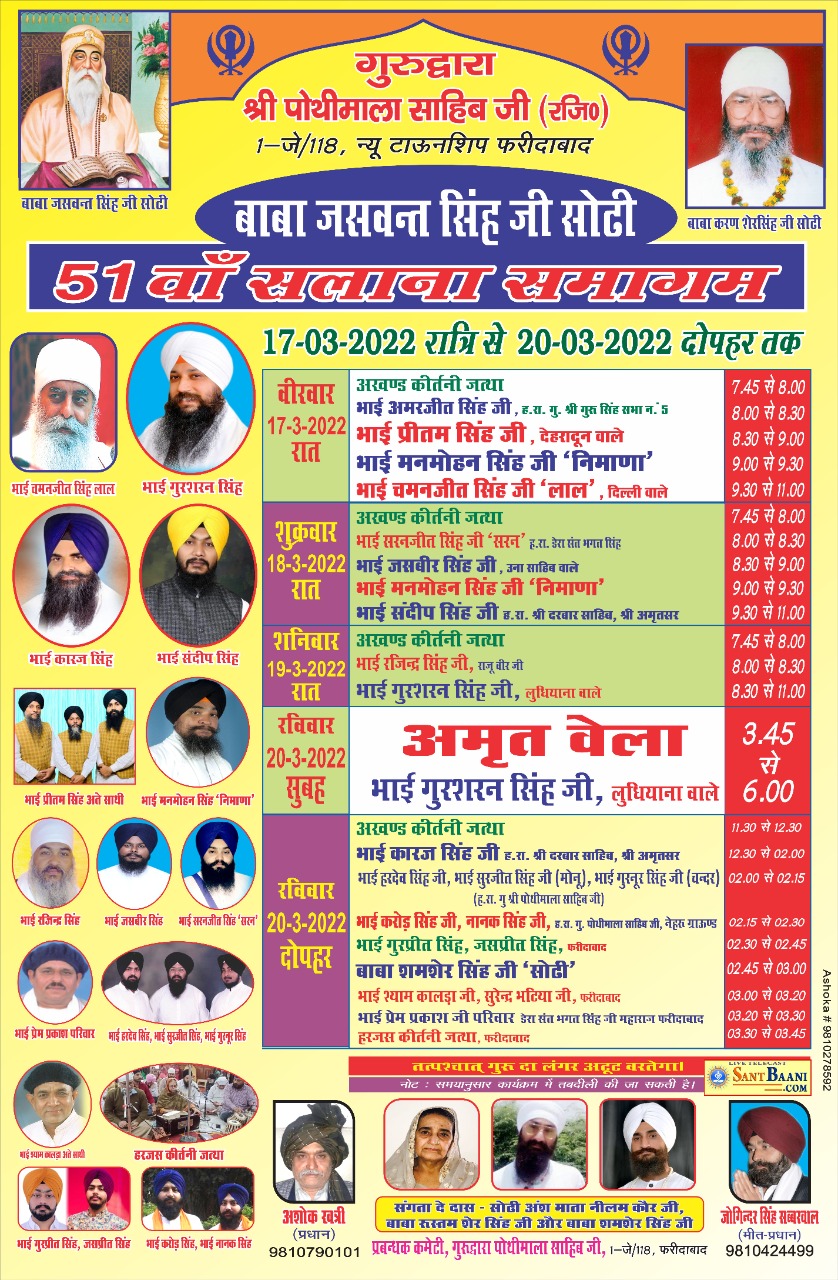 गुरुद्वारा
श्री पोथीमाला साहिब जी (रजि०)
1-जे/118, न्यू टाऊनशिप फरीदाबाद
बाबा जसवन्त सिंह जी सोढी
बाबा करण शेरसिंह जी सोटी
बाबा जसवन्त सिंह जी सोढी
51 वाँ सलाना समागम
17-03-2022 रात्रि से 20-03-2022 दोपहर तक
भाई चमनजीत सिंह लाल
भाई गुरशरन सिंह
भाई कारज सिंह
भाई संदीप सिंह
भाई प्रीतम सिंह अते साथी
भाई मनमोहन सिंह 'निमाणा'
भाई रजिन्द्र सिंह
भाई जसबीर सिंह
भाई सरनजीत सिंह 'सरन'
भाई प्रेम प्रकाश परिवार
भाई हरदेव सिंह, भाई सुरजीत सिंह, भाई गुरनूर सिंह
भाई श्याम कालड़ा अते साथी
हरजस कीर्तनी जत्था
भाई गुरप्रीत सिंह, जसप्रीत सिंह
भाई करोड़ सिंह, भाई नानक सिंह
वीरवार
17-3-2022
रात
अखण्ड कीर्तनी जत्था 7.45 से 8.00
भाई अमरजीत सिंह जी, ह.रा. गु. श्री गुरू सिंह सभा नं. 5 8.00 से 8.30
भाई प्रीतम सिंह जी, देहरादून वाले 8.30 से 9.00
भाई मनमोहन सिंह जी 'निमाणा' 9.00 से 9.30
भाई चमनजीत सिंह जी 'लाल', दिल्ली वाले 9.30 से 11.00
शुक्रवार
18-3-2022
रात
अखण्ड कीर्तनी जत्था 7.45 से 8.00
भाई सरनजीत सिंह जी 'सरन' ह.रा. डेरा संत भगत सिंह 8.00 से 8.30
भाई जसबीर सिंह जी, उना साहिब वाले 8.30 से 9.00
भाई मनमोहन सिंह जी 'निमाणा' 9.00 से 9.30
भाई संदीप सिंह जी ह.रा. श्री दरबार साहिब, श्री अमृतसर 9.30 से 11.00
शनिवार
19-3-2022
रात
अखण्ड कीर्तनी जत्था 7.45 से 8.00
भाई रजिन्द्र सिंह जी, राजू वीर जी 8.00 से 8.30
भाई गुरशरन सिंह जी, लुधियाना वाले 8.30 से 11.00
रविवार
20-3-2022
सुबह
अमृत वेला
भाई गुरशरन सिंह जी, लुधियाना वाले
3.45
से
6.00
रविवार
20-3-2022
दोपहर
अखण्ड कीर्तनी जत्था 11.30 से 12.30
भाई कारज सिंह जी ह.रा. श्री दरबार साहिब, श्री अमृतसर 12.30 से 02.00
भाई हरदेव सिंह जी, भाई सुरजीत सिंह जी (मोनू), भाई गुरनूर सिंह जी (चन्दर) 02.00 से 02.15
(ह.रा. गु श्री पोथीमाला साहिब जी)
भाई करोड़ सिंह जी, नानक सिंह जी, ह.रा. गु. पोथीमाला साहिब जी, नेहरु ग्राऊण्ड 02.15 से 02.30
भाई गुरप्रीत सिंह, जसप्रीत सिंह, फरीदाबाद 02.30 से 02.45
बाबा शमशेर सिंह जी 'सोढी' 02.45 से 03.00
भाई श्याम कालड़ा जी, सुरेन्द्र भटिया जी, फरीदाबाद 03.00 से 03.20
भाई प्रेम प्रकाश जी परिवार डेरा संत भगत सिंह जी महाराज फरीदाबाद 03.20 से 03.30
हरजस कीर्तनी जत्था, फरीदाबाद 03.30 से 03.45
Ashoka # 9810278592
तत्पश्चात् गुरू दा लंगर अटूट वरतेगा।
नोट : समयानुसार कार्यक्रम में तबदीली की जा सकती है।
LIVE TELECAST
SANTBAANI
.COM
अशोक खत्री
(प्रधान)
9810790101
संगता दे दास - सोढी अंश माता नीलम कौर जी,
बाबा रूस्तम शेर सिंह जी और बाबा शमशेर सिंह जी
प्रबन्धक कमेटी, गुरूद्वारा पोथीमाला साहिब जी, 1-जे/118, फरीदाबाद
जोगिन्दर सिंह सब्बरवाल
(मीत-प्रधान)
9810424499